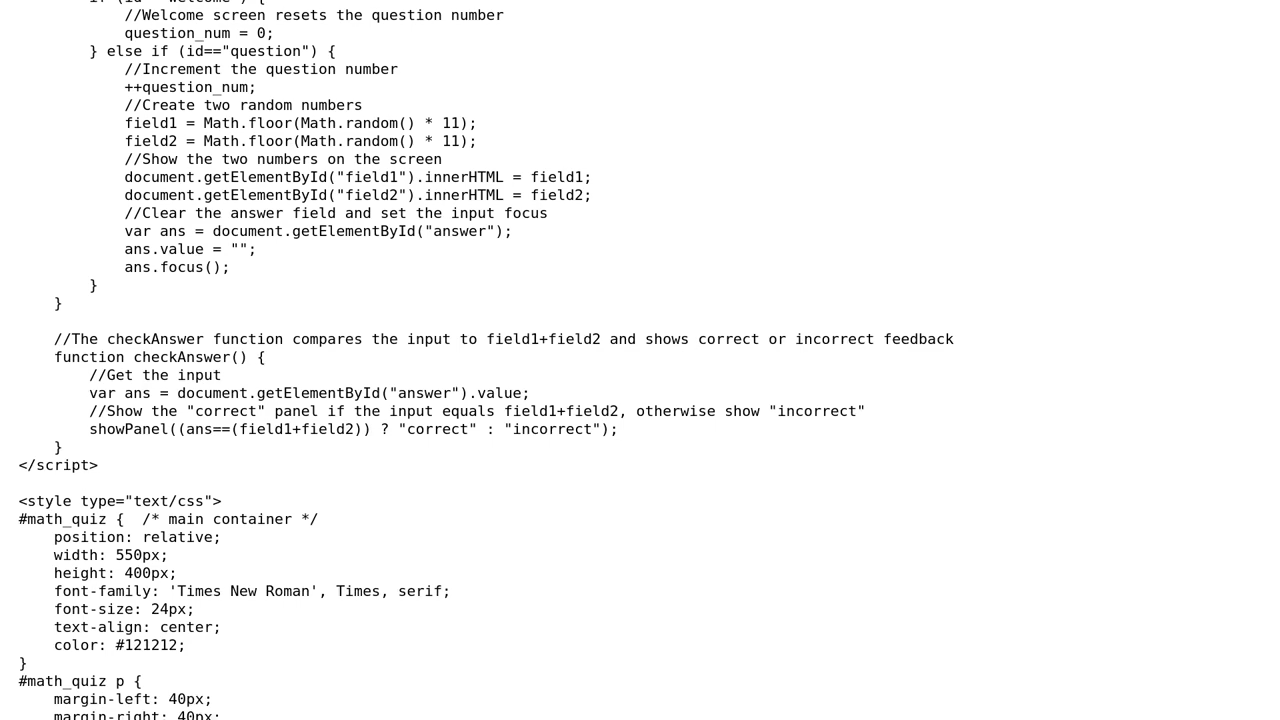 if (id=="welcome") {
//Welcome screen resets the question number
question_num = 0;
} else if (id=="question") {
//Increment the question number
++question_num;
//Create two random numbers
field1 = Math.floor(Math.random() * 11);
field2 = Math.floor(Math.random() * 11);
//Show the two numbers on the screen
document.getElementById("field1").innerHTML = field1;
document.getElementById("field2").innerHTML = field2;
//Clear the answer field and set the input focus
var ans = document.getElementById("answer");
ans.value = "";
ans.focus();
}
}
//The checkAnswer function compares the input to field1+field2 and shows correct or incorrect feedback
function checkAnswer() {
//Get the input
var ans = document.getElementById("answer").value;
//Show the "correct" panel if the input equals field1+field2, otherwise show "incorrect"
showPanel((ans==(field1+field2)) ? "correct" : "incorrect");
}
</script>
<style type="text/css">
#math_quiz {  /* main container */
position: relative;
width: 550px;
height: 400px;
font-family: 'Times New Roman', Times, serif;
font-size: 24px;
text-align: center;
color: #121212;
}
#math_quiz p {
margin-left: 40px;
margin-right: 40px;